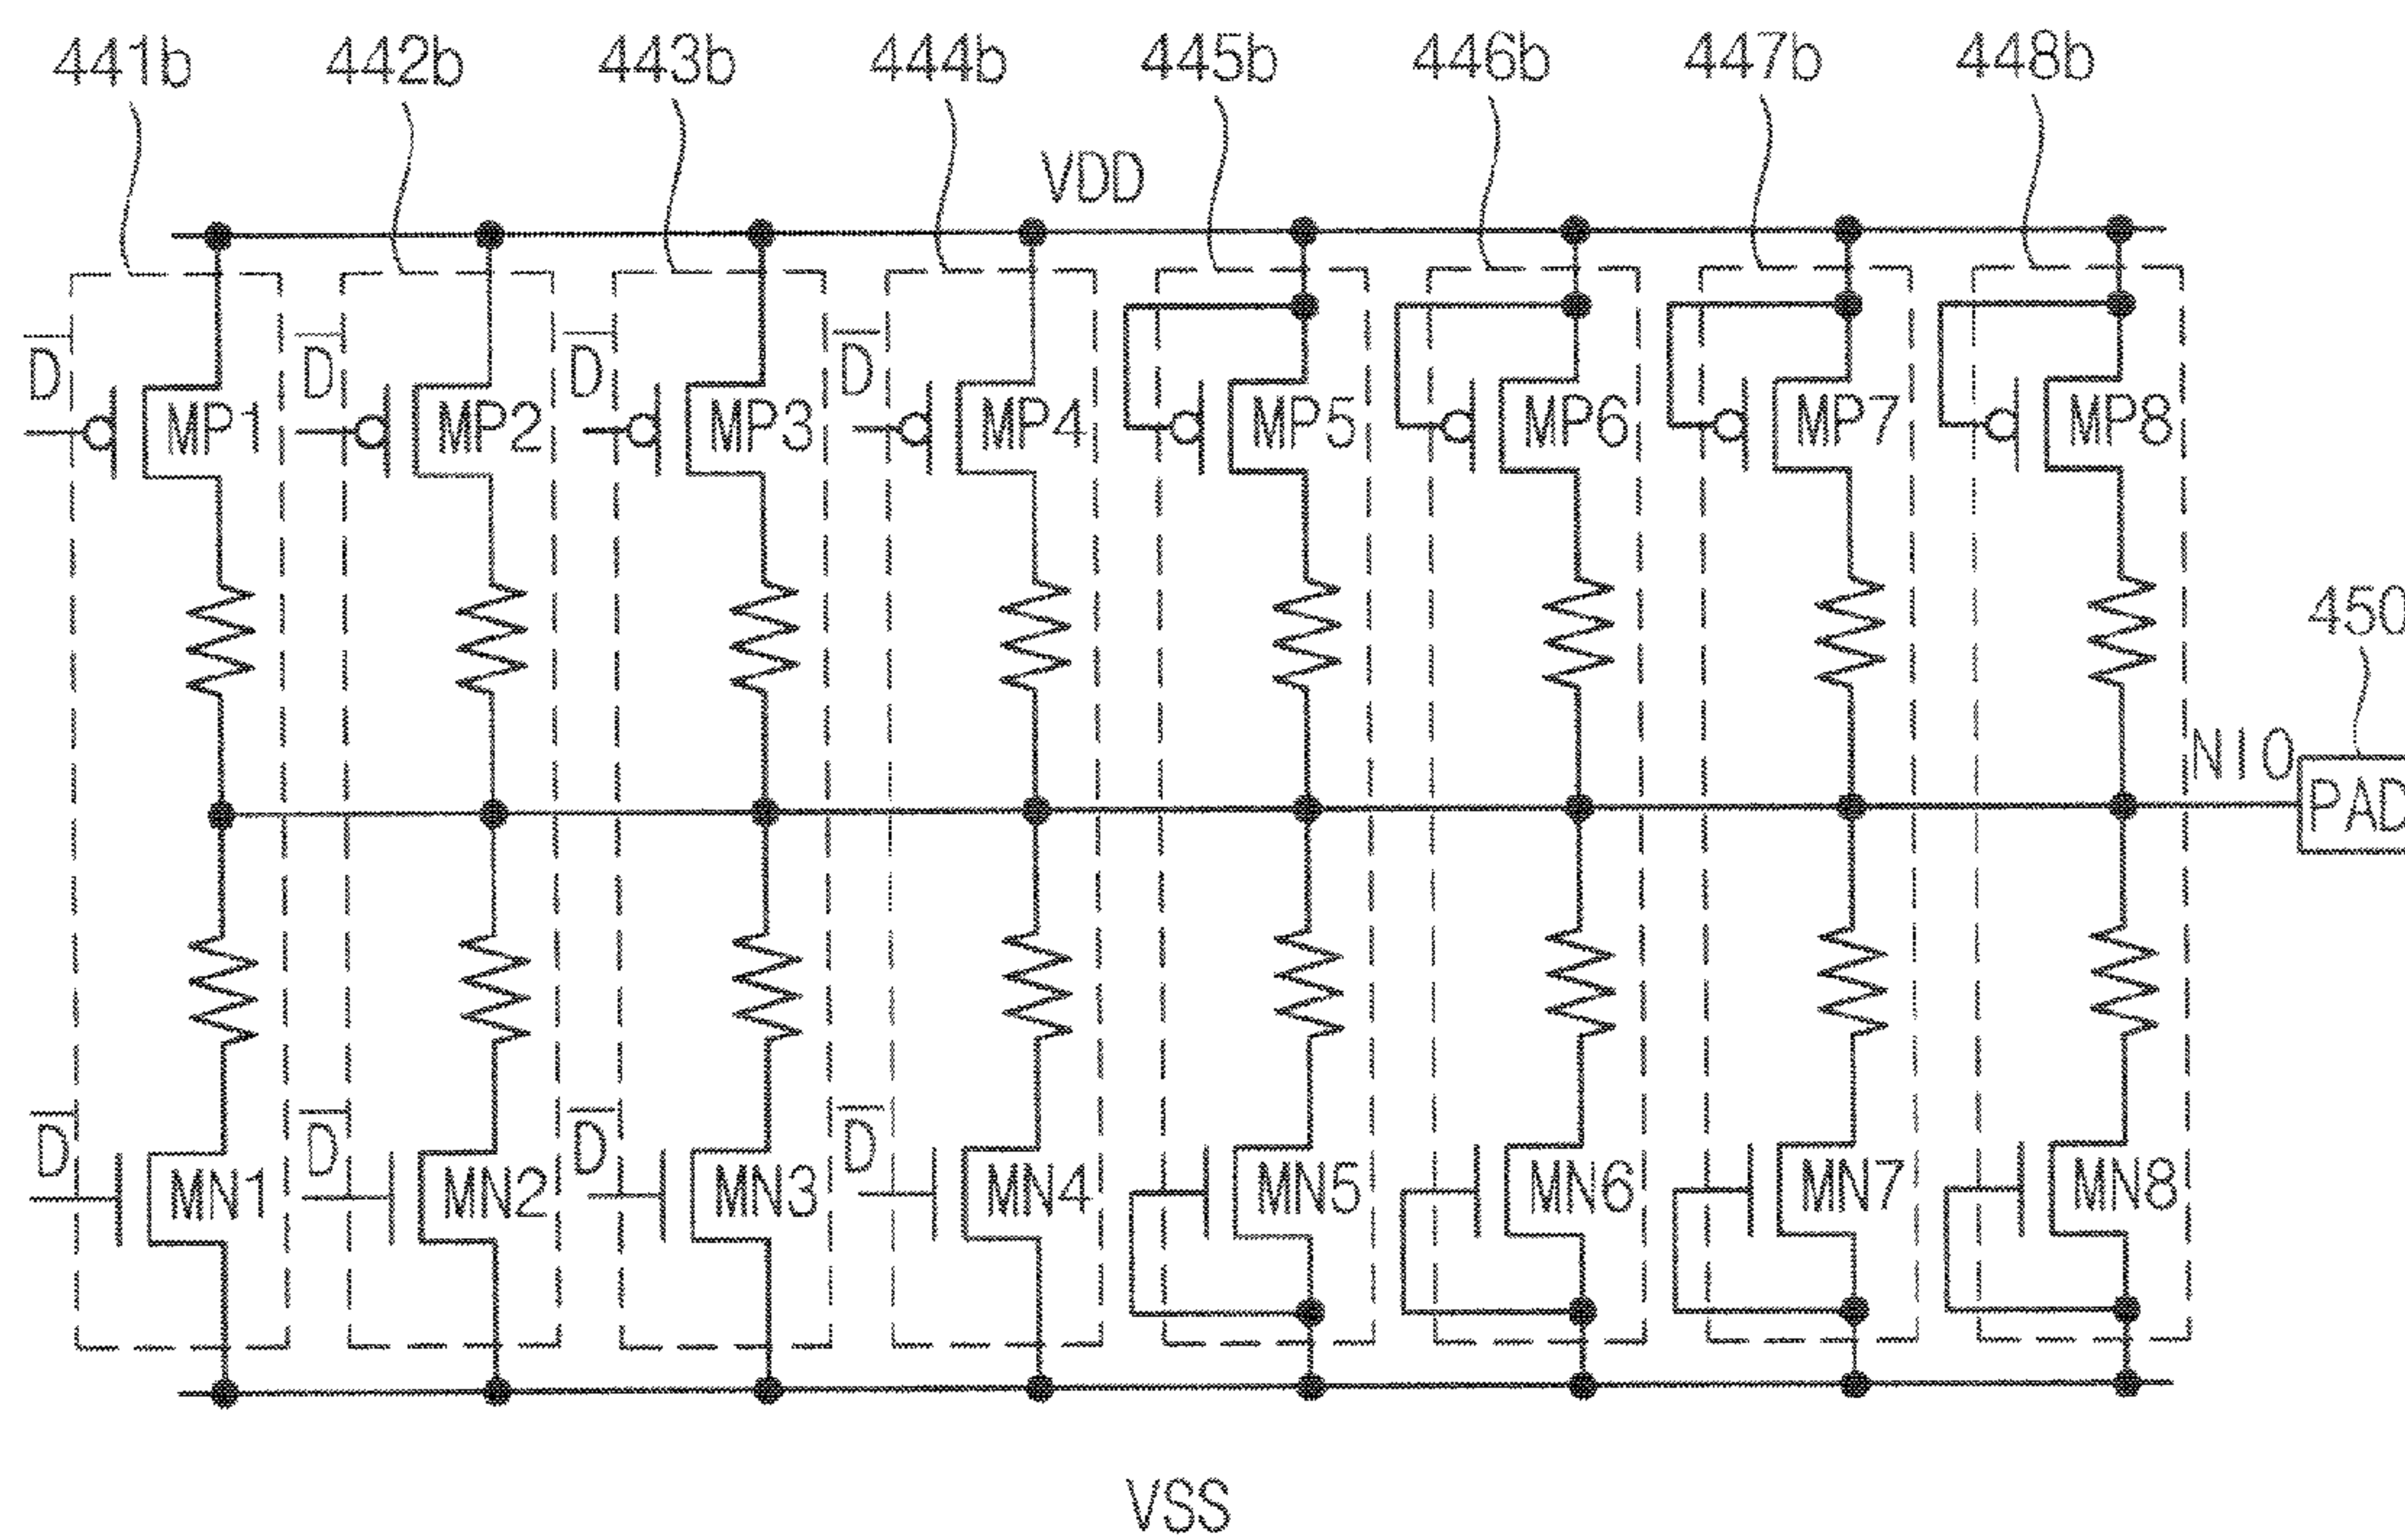 441b 442b 443b 444b 445b 446b 447b 448b
VDD
D̅ D̅ D̅ D̅
MP1 MP2 MP3 MP4 MP5 MP6 MP7 MP8
450
NIO
PAD
D̅ D̅ D̅ D̅
MN1 MN2 MN3 MN4 MN5 MN6 MN7 MN8
VSS